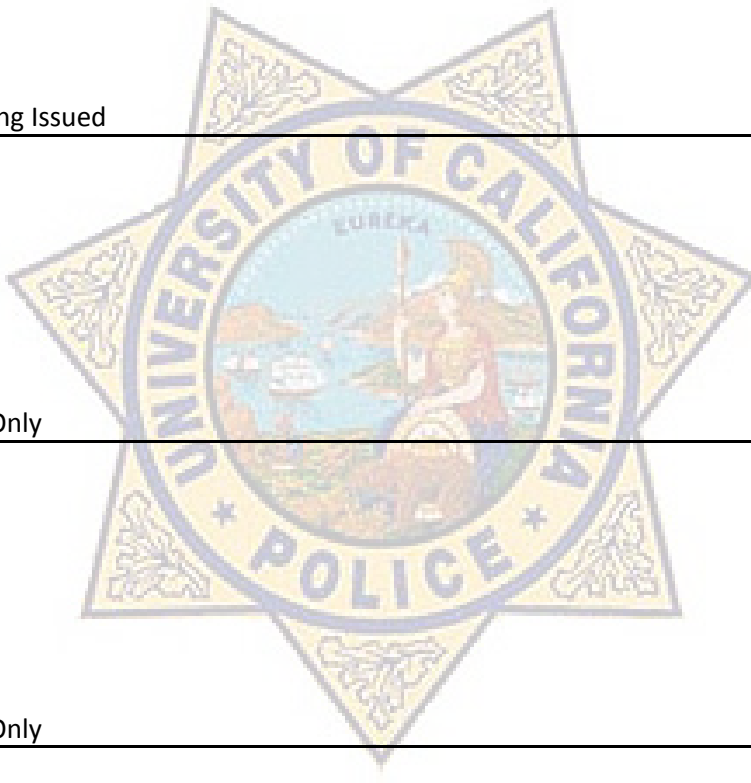 ng Issued
UNIVERSITY OF CALIFORNIA
EUREKA
Only
★ POLICE ★
Only